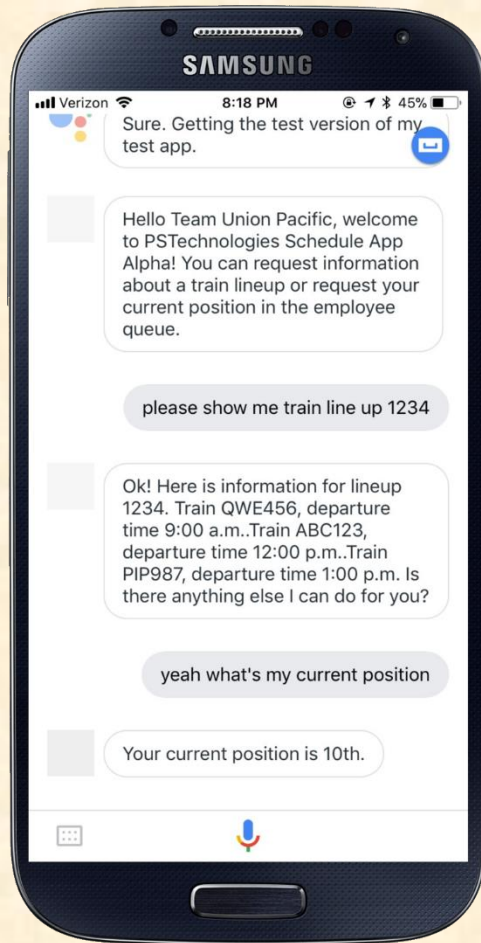 SAMSUNG
Verizon 8:18 PM 45%
Sure. Getting the test version of my
test app.
Hello Team Union Pacific, welcome
to PSTechnologies Schedule App
Alpha! You can request information
about a train lineup or request your
current position in the employee
queue.
please show me train line up 1234
Ok! Here is information for lineup
1234. Train QWE456, departure
time 9:00 a.m..Train ABC123,
departure time 12:00 p.m..Train
PIP987, departure time 1:00 p.m. Is
there anything else I can do for you?
yeah what's my current position
Your current position is 10th.